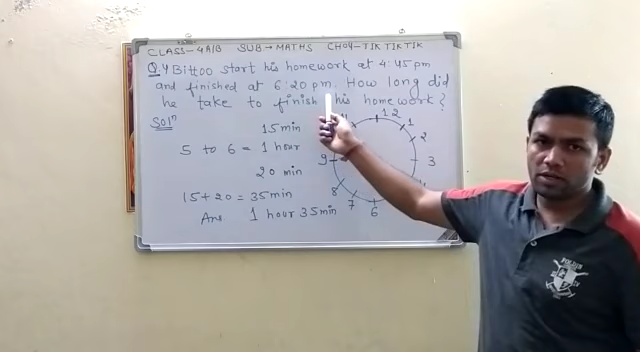 CLASS-4A/B SUB→MATHS CH04-TIK TIK TIK
Q.4 Bittoo start his homework at 4:45 pm
and finished at 6:20 pm. How long did
he take to finish his homework?
Solⁿ
15 min
5 to 6 = 1 hour
20 min
15+20 = 35 min
Ans. 1 hour 35 min
12
1
2
3
6
7
8
9